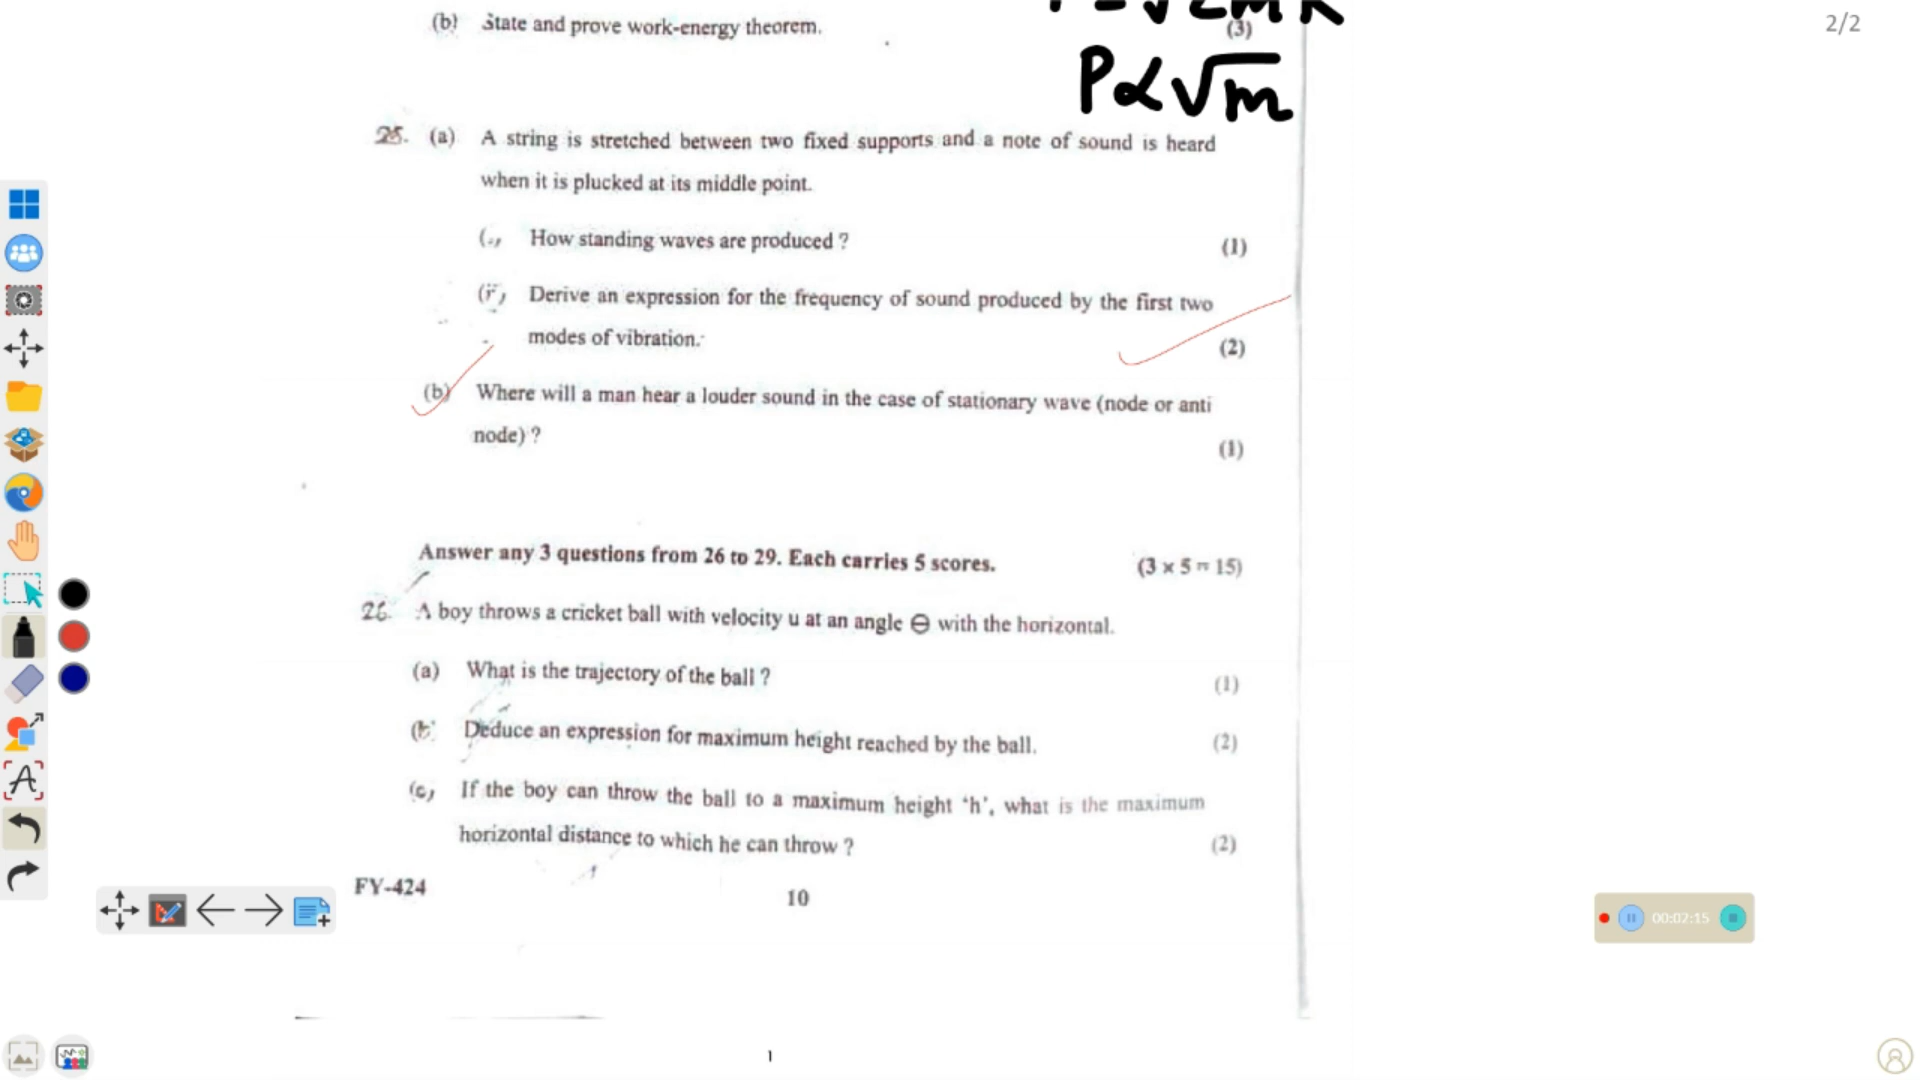 (b) State and prove work-energy theorem.
(3)
P∝√m
2/2
25. (a) A string is stretched between two fixed supports and a note of sound is heard
when it is plucked at its middle point.
How standing waves are produced ? (1)
Derive an expression for the frequency of sound produced by the first two
modes of vibration. (2)
(b) Where will a man hear a louder sound in the case of stationary wave (node or anti
node) ? (1)
Answer any 3 questions from 26 to 29. Each carries 5 scores. (3 × 5 = 15)
26. A boy throws a cricket ball with velocity u at an angle Θ with the horizontal.
(a) What is the trajectory of the ball ? (1)
(b) Deduce an expression for maximum height reached by the ball. (2)
(c) If the boy can throw the ball to a maximum height 'h', what is the maximum
horizontal distance to which he can throw ? (2)
FY-424
10
00:02:15
1